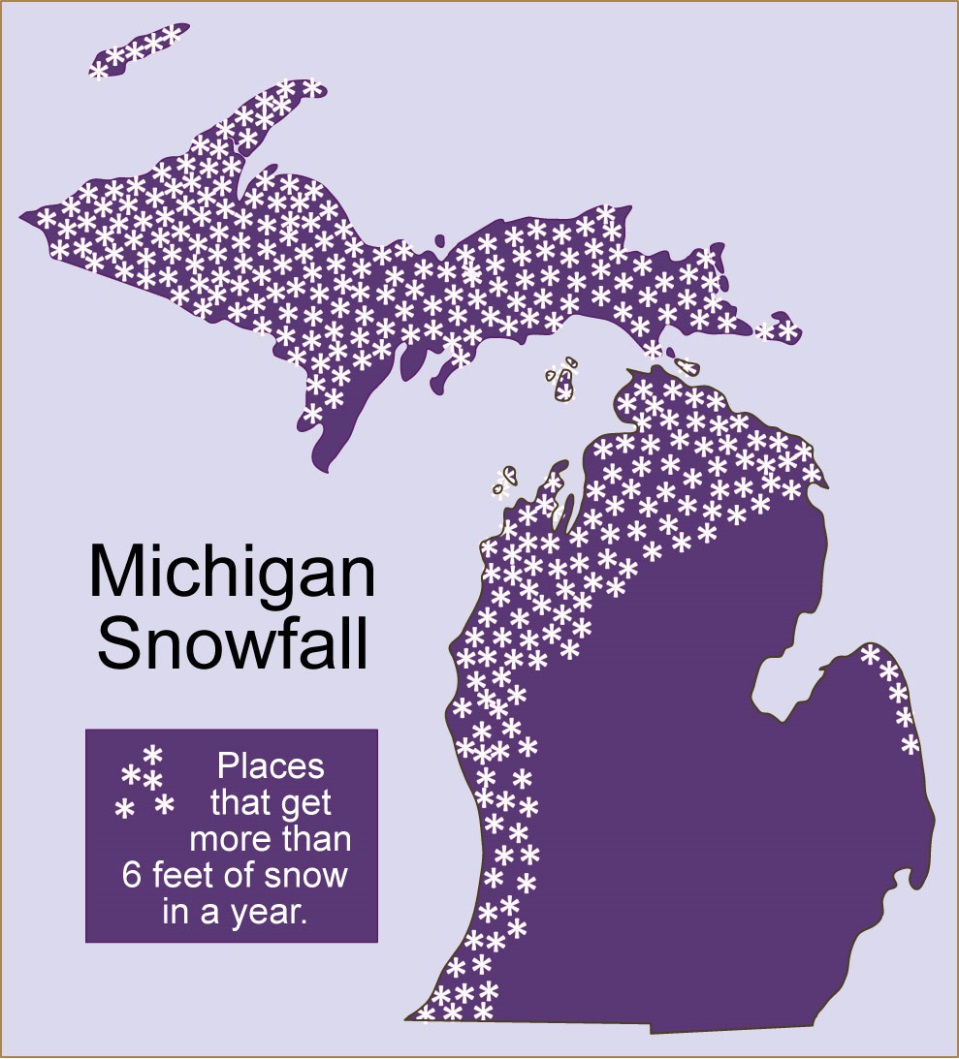 Michigan
Snowfall
Places
that get
more than
6 feet of snow
in a year.